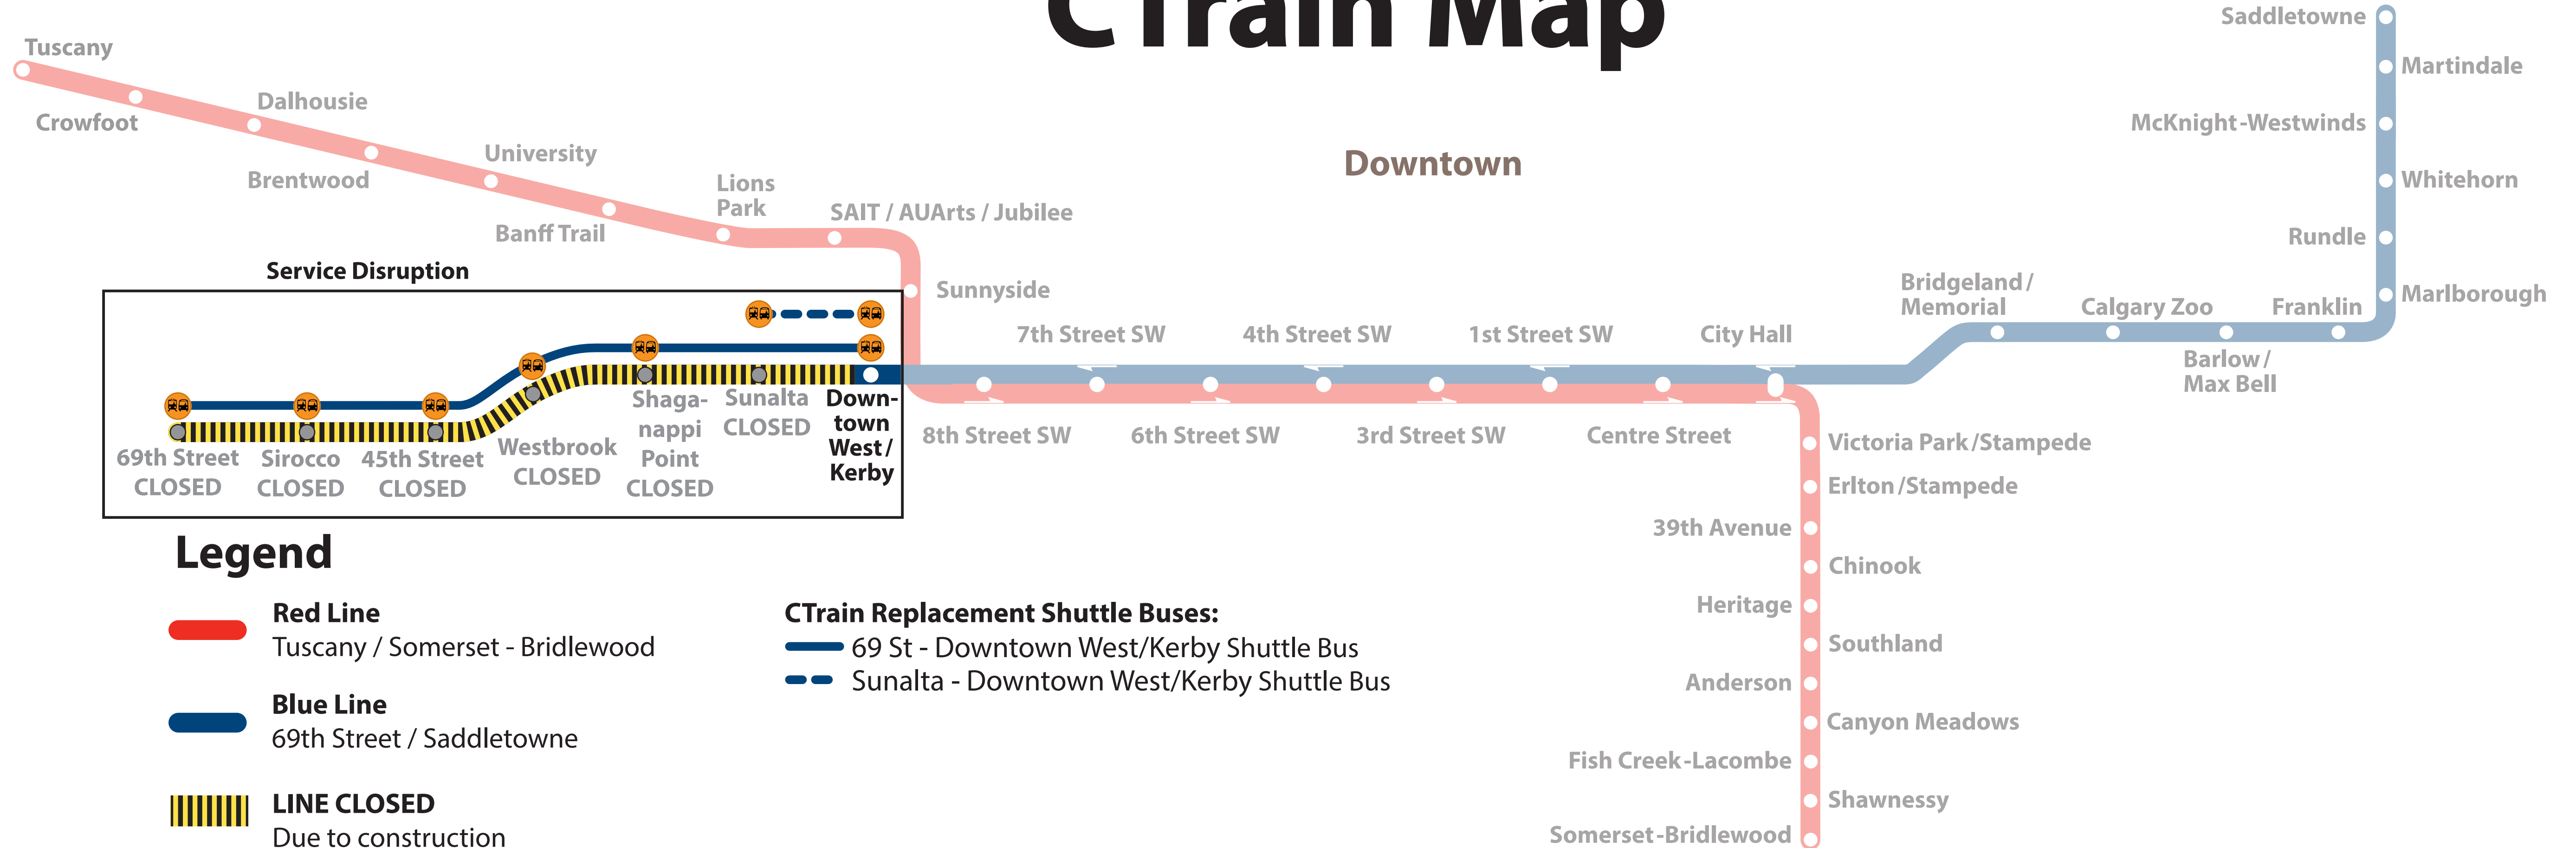 CTrain Map
Tuscany
Crowfoot
Dalhousie
Brentwood
University
Banff Trail
Lions
Park
SAIT / AUArts / Jubilee
Sunnyside
Downtown
Saddletowne
Martindale
McKnight-Westwinds
Whitehorn
Rundle
Marlborough
Franklin
Barlow/
Max Bell
Calgary Zoo
Bridgeland/
Memorial
Service Disruption
69th Street
CLOSED
Sirocco
CLOSED
45th Street
CLOSED
Westbrook
CLOSED
Shaga-
nappi
Point
CLOSED
Sunalta
CLOSED
Down-
town
West/
Kerby
7th Street SW
4th Street SW
1st Street SW
City Hall
8th Street SW
6th Street SW
3rd Street SW
Centre Street
Victoria Park/Stampede
Erlton/Stampede
39th Avenue
Chinook
Heritage
Southland
Anderson
Canyon Meadows
Fish Creek-Lacombe
Shawnessy
Somerset-Bridlewood
Legend
Red Line
Tuscany / Somerset - Bridlewood
Blue Line
69th Street / Saddletowne
LINE CLOSED
Due to construction
CTrain Replacement Shuttle Buses:
69 St - Downtown West/Kerby Shuttle Bus
Sunalta - Downtown West/Kerby Shuttle Bus